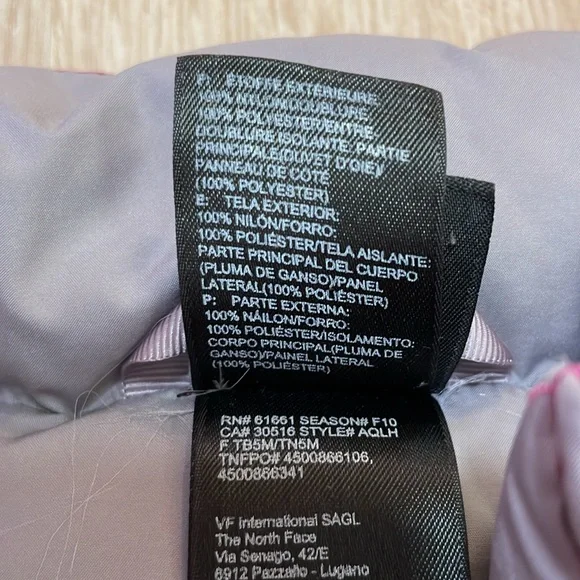 F: ÉTOFFE EXTÉRIEURE:
100% NYLON/DOUBLURE:
100% POLYESTER/ENTRE
DOUBLURE ISOLANTE: PARTIE
PRINCIPALE(DUVET D'OIE)/
PANNEAU DE CÔTÉ
(100% POLYESTER)
E: TELA EXTERIOR:
100% NILÓN/FORRO:
100% POLIÉSTER/TELA AISLANTE:
PARTE PRINCIPAL DEL CUERPO
(PLUMA DE GANSO)/PANEL
LATERAL(100% POLIÉSTER)
P: PARTE EXTERNA:
100% NÁILON/FORRO:
100% POLIÉSTER/ISOLAMENTO:
CORPO PRINCIPAL(PLUMA DE
GANSO)/PAINEL LATERAL
(100% POLIÉSTER)
RN# 61661 SEASON# F10
CA# 30516 STYLE# AQLH
F TB5M/TN5M
TNFPO# 4500866106,
4500866341
VF International SAGL
The North Face
Via Senago, 42/E
6912 Pazzallo - Lugano